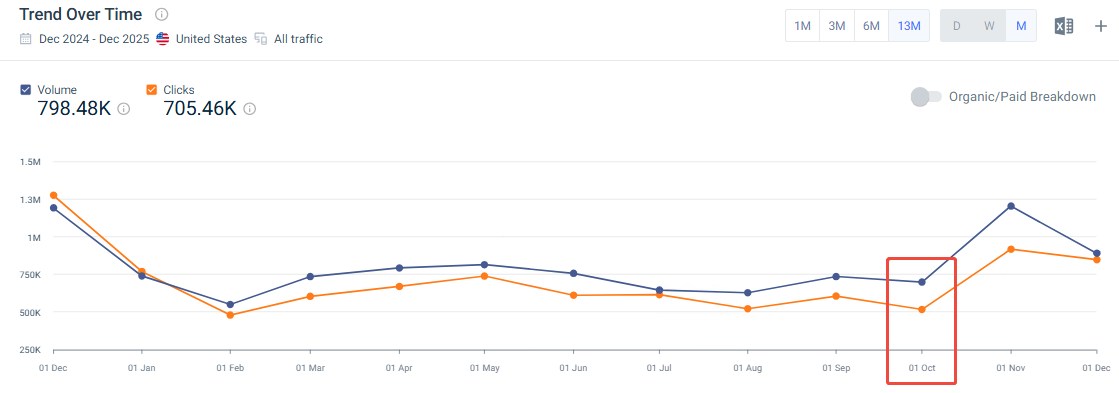 Trend Over Time
Dec 2024 - Dec 2025 United States All traffic
1M 3M 6M 13M D W M
Volume Clicks
798.48K 705.46K
Organic/Paid Breakdown
1.5M
1.3M
1M
750K
500K
250K
01 Dec 01 Jan 01 Feb 01 Mar 01 Apr 01 May 01 Jun 01 Jul 01 Aug 01 Sep 01 Oct 01 Nov 01 Dec